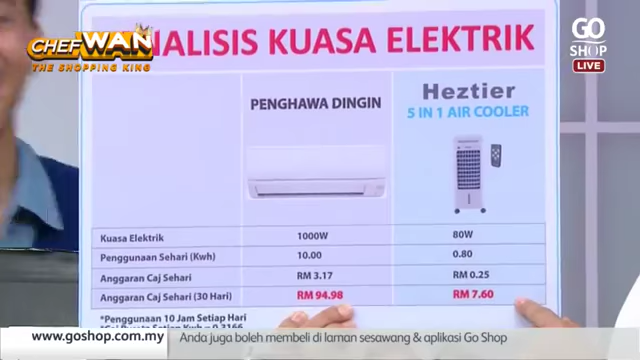 CHEF WAN
THE SHOPPING KING
NALISIS KUASA ELEKTRIK
GO
SHOP
LIVE
PENGHAWA DINGIN
Heztier
5 IN 1 AIR COOLER
Kuasa Elektrik 1000W 80W
Penggunaan Sehari (Kwh) 10.00 0.80
Anggaran Caj Sehari RM 3.17 RM 0.25
Anggaran Caj Sehari (30 Hari) RM 94.98 RM 7.60
*Penggunaan 10 Jam Setiap Hari
www.goshop.com.my Anda juga boleh membeli di laman sesawang & aplikasi Go Shop